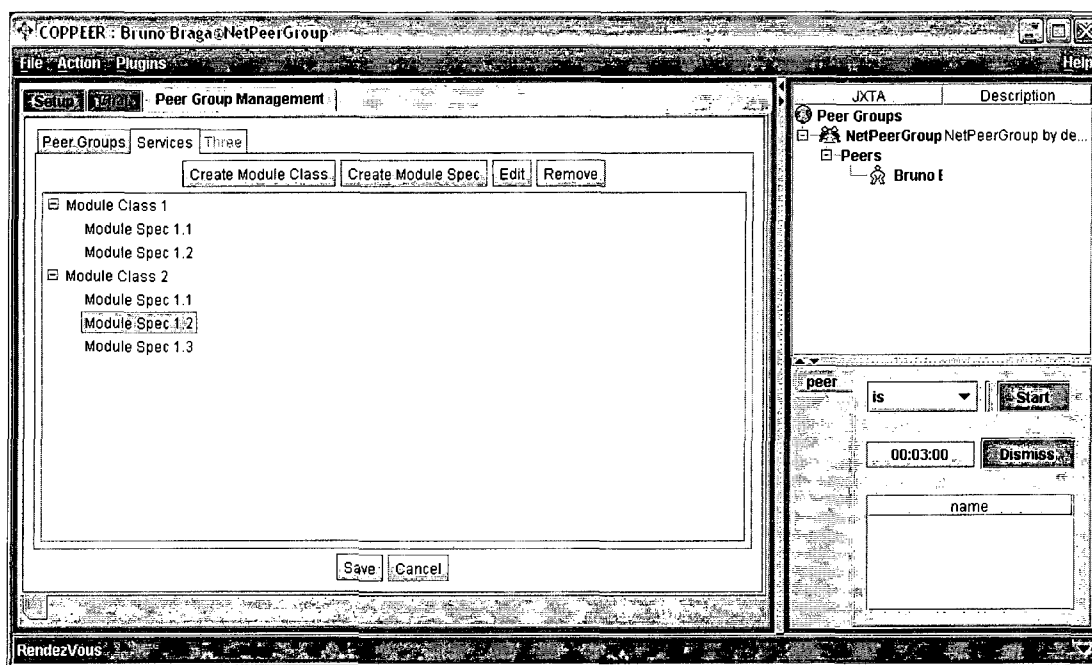 COPPEER : Bruno Braga@NetPeerGroup
File Action Plugins Help
Setup Peer Group Management
Peer Groups Services Three
Create Module Class Create Module Spec Edit Remove
Module Class 1
Module Spec 1.1
Module Spec 1.2
Module Class 2
Module Spec 1.1
Module Spec 1.2
Module Spec 1.3
Save Cancel
JXTA Description
Peer Groups
NetPeerGroup NetPeerGroup by de...
Peers
Bruno
peer
is Start
00:03:00 Dismiss
name
RendezVous